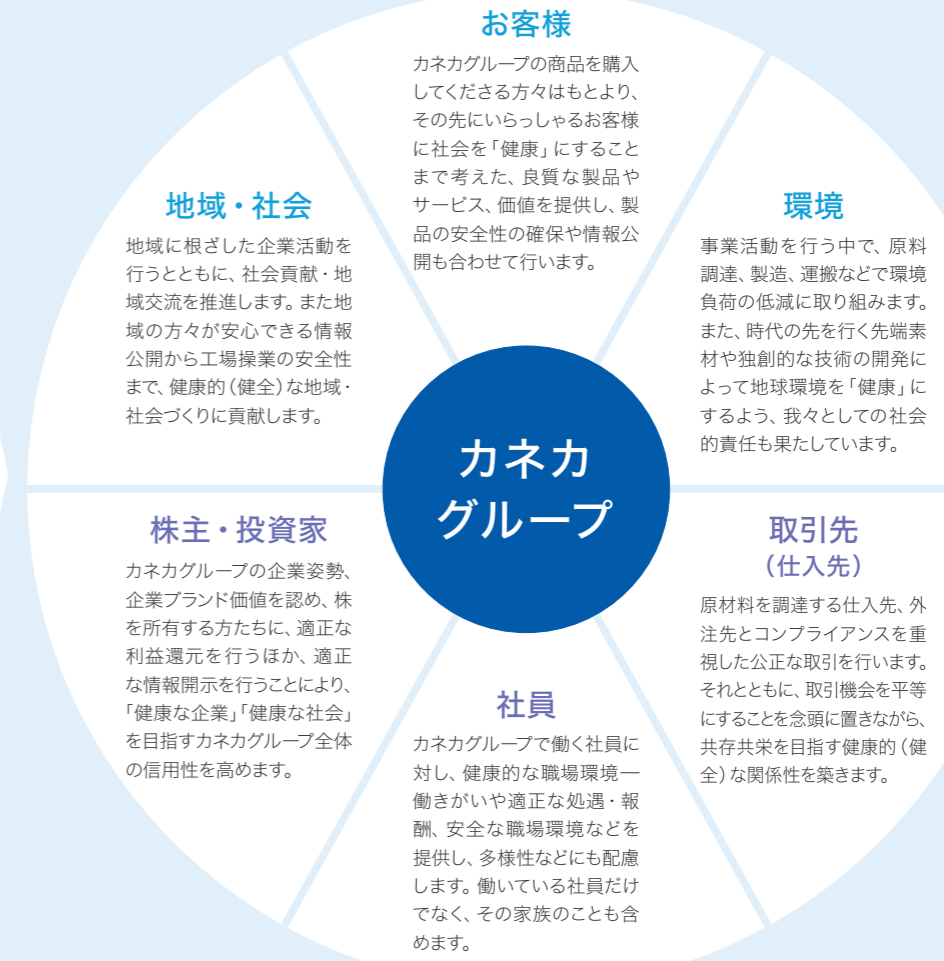 お客様
カネカグループの商品を購入
してくださる方々はもとより、
その先にいらっしゃるお客様
に社会を「健康」にすること
まで考えた、良質な製品や
サービス、価値を提供し、製
品の安全性の確保や情報公
開も合わせて行います。
地域・社会
地域に根ざした企業活動を
行うとともに、社会貢献・地
域交流を推進します。また地
域の方々が安心できる情報
公開から工場操業の安全性
まで、健康的(健全)な地域・
社会づくりに貢献します。
環境
事業活動を行う中で、原料
調達、製造、運搬などで環境
負荷の低減に取り組みます。
また、時代の先を行く先端素
材や独創的な技術の開発に
よって地球環境を「健康」に
するよう、我々としての社会
的責任も果たしています。
カネカ
グループ
株主・投資家
カネカグループの企業姿勢、
企業ブランド価値を認め、株
を所有する方たちに、適正な
利益還元を行うほか、適正
な情報開示を行うことにより、
「健康な企業」「健康な社会」
を目指すカネカグループ全体
の信用性を高めます。
取引先
(仕入先)
原材料を調達する仕入先、外
注先とコンプライアンスを重
視した公正な取引を行います。
それとともに、取引機会を平等
にすることを念頭に置きながら、
共存共栄を目指す健康的(健
全)な関係性を築きます。
社員
カネカグループで働く社員に
対し、健康的な職場環境―
働きがいや適正な処遇・報
酬、安全な職場環境などを
提供し、多様性などにも配慮
します。働いている社員だけ
でなく、その家族のことも含
めます。